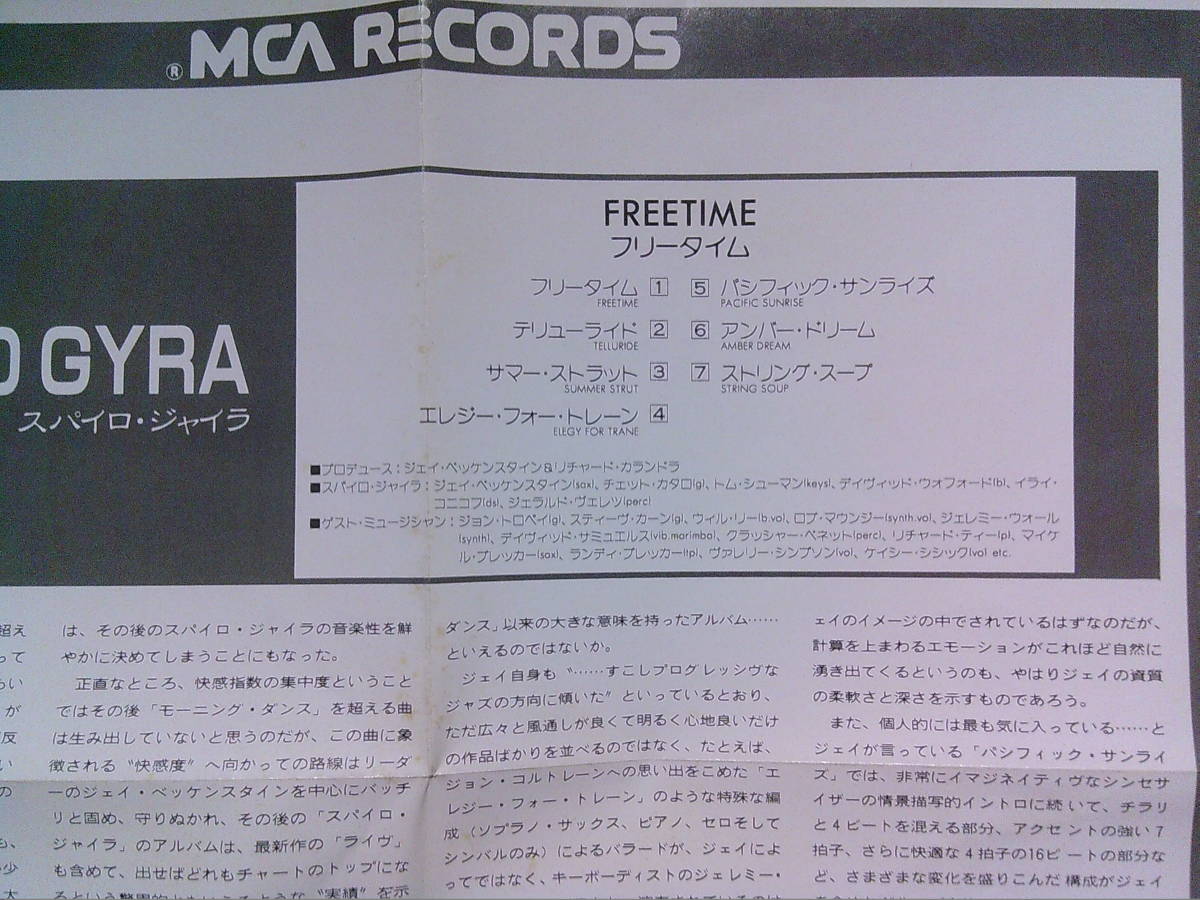 ® MCA RECORDS
O GYRA
スパイロ・ジャイラ
FREETIME
フリータイム
フリータイム 1
FREETIME
テリューライド 2
TELLURIDE
サマー・ストラット 3
SUMMER STRUT
エレジー・フォー・トレーン 4
ELEGY FOR TRANE
5 パシフィック・サンライズ
PACIFIC SUNRISE
6 アンバー・ドリーム
AMBER DREAM
7 ストリング・スープ
STRING SOUP
■プロデュース：ジェイ・ベッケンスタイン&リチャード・カランドラ
■スパイロ・ジャイラ：ジェイ・ベッケンスタイン(sax)、チェット・カタロ(g)、トム・シューマン(keys)、デイヴィッド・ウォフォード(b)、イライ・
コニコフ(ds)、ジェラルド・ヴェレツ(perc)
■ゲスト・ミュージシャン：ジョン・トロペイ(g)、スティーヴ・カーン(g)、ウィル・リー(b.vo)、ロブ・マウンジー(synth.vo)、ジェレミー・ウォール
(synth)、デイヴィッド・サミュエルス(vib.marimba)、クラッシャー・ベネット(perc)、リチャード・ティー(p)、マイケ
ル・ブレッカー(sax)、ランディ・ブレッカー(tp)、ヴァレリー・シンプソン(vo)、ケイシー・シシック(vo) etc.
超え
って
らい
が
反
い
の
も、
少
大
は、その後のスパイロ・ジャイラの音楽性を鮮
やかに決めてしまうことにもなった。
正直なところ、快感指数の集中度ということ
ではその後「モーニング・ダンス」を超える曲
は生み出していないと思うのだが、この曲に象
徴される〝快感度〟へ向かっての路線はリーダ
ーのジェイ・ベッケンスタインを中心にバッチ
リと固め、守りぬかれ、その後の「スパイロ・
ジャイラ」のアルバムは、最新作の「ライヴ」
も含めて、出せばどれもチャートのトップにな
るという驚異的ともいえるような〝実績〟を示
ダンス」以来の大きな意味を持ったアルバム……
といえるのではないか。
ジェイ自身も〝……すこしプログレッシヴな
ジャズの方向に傾いた〟といっているとおり、
ただ広々と風通しが良くて明るく心地良いだけ
の作品ばかりを並べるのではなく、たとえば、
ジョン・コルトレーンへの思い出をこめた「エ
レジー・フォー・トレーン」のような特殊な編
成（ソプラノ・サックス、ピアノ、セロそして
シンバルのみ）によるバラードが、ジェイによ
ってではなく、キーボーディストのジェレミー・
ェイのイメージの中でされているはずなのだが、
計算を上まわるエモーションがこれほど自然に
湧き出てくるというのも、やはりジェイの資質
の柔軟さと深さを示すものであろう。
また、個人的には最も気に入っている……と
ジェイが言っている「パシフィック・サンライ
ズ」では、非常にイマジネイティヴなシンセサ
イザーの情景描写的イントロに続いて、チラリ
と4ビートを混える部分、アクセントの強い7
拍子、さらに快適な4拍子の16ビートの部分な
ど、さまざまな変化を盛りこんだ構成がジェイ